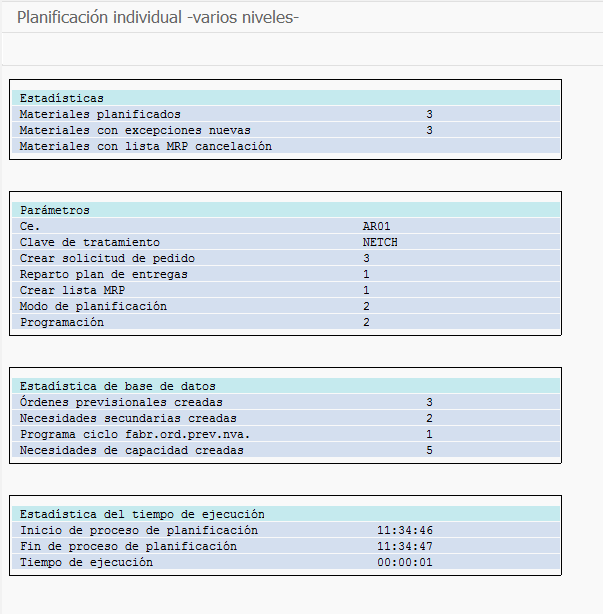 Planificación individual -varios niveles-
Estadísticas
Materiales planificados 3
Materiales con excepciones nuevas 3
Materiales con lista MRP cancelación
Parámetros
Ce. AR01
Clave de tratamiento NETCH
Crear solicitud de pedido 3
Reparto plan de entregas 1
Crear lista MRP 1
Modo de planificación 2
Programación 2
Estadística de base de datos
Órdenes previsionales creadas 3
Necesidades secundarias creadas 2
Programa ciclo fabr.ord.prev.nva. 1
Necesidades de capacidad creadas 5
Estadística del tiempo de ejecución
Inicio de proceso de planificación 11:34:46
Fin de proceso de planificación 11:34:47
Tiempo de ejecución 00:00:01